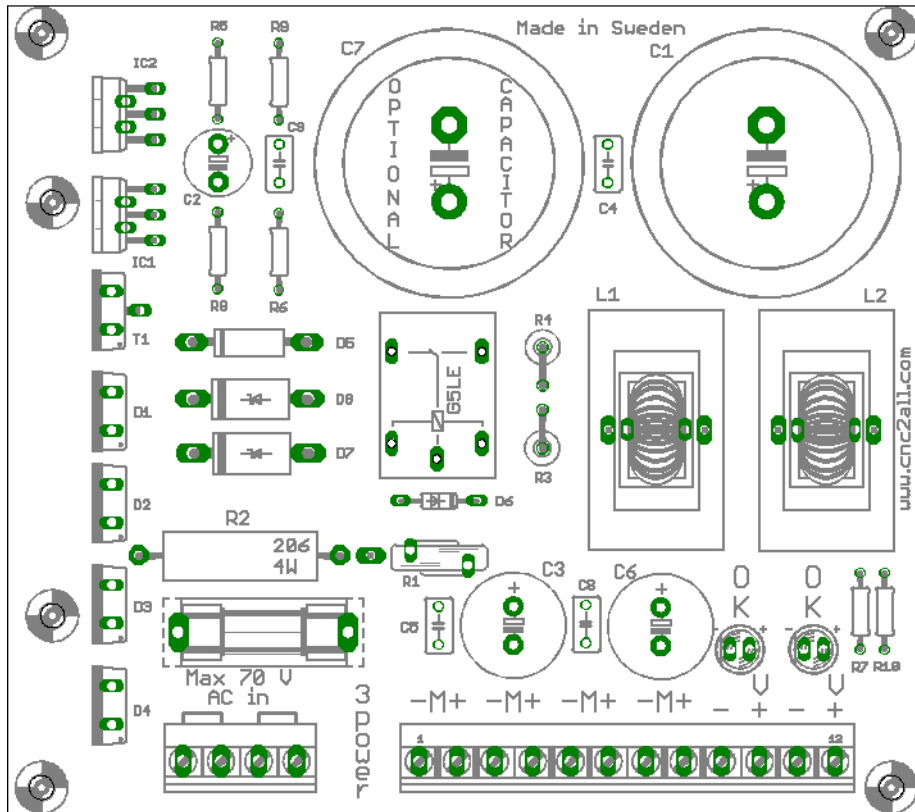 R5
R9
Made in Sweden
C7
C1
IC2
OPTIONAL
CAPACITOR
C9
C2
C4
IC1
R8
R6
L1
L2
T1
D5
R4
G5LE
D1
D8
D7
R3
www.cnc2all.com
D2
D6
R2
206
4W
R1
C3
C8
C6
OK
OK
D3
C5
R7
R10
Max 70 V
AC in
3 power
-M+
-M+
-M+
-M+
- + V
- + V
D4
1
12